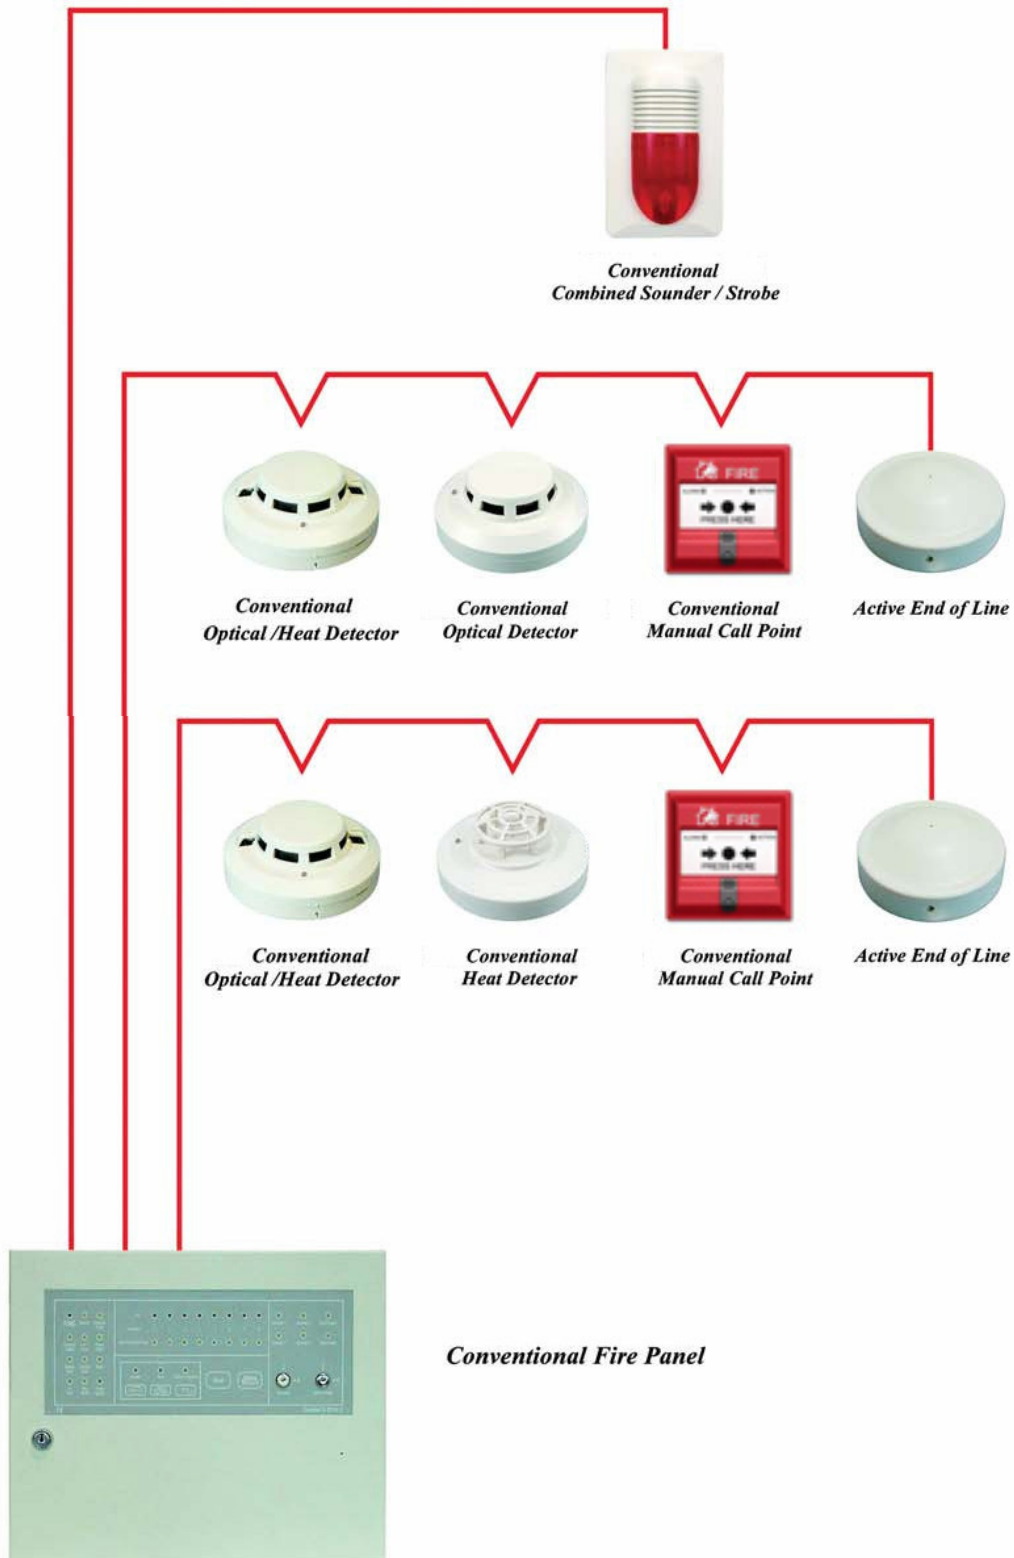 Conventional
Combined Sounder / Strobe
FIRE
PRESS HERE
Conventional
Optical /Heat Detector
Conventional
Optical Detector
Conventional
Manual Call Point
Active End of Line
FIRE
PRESS HERE
Conventional
Optical /Heat Detector
Conventional
Heat Detector
Conventional
Manual Call Point
Active End of Line
Conventional Fire Panel